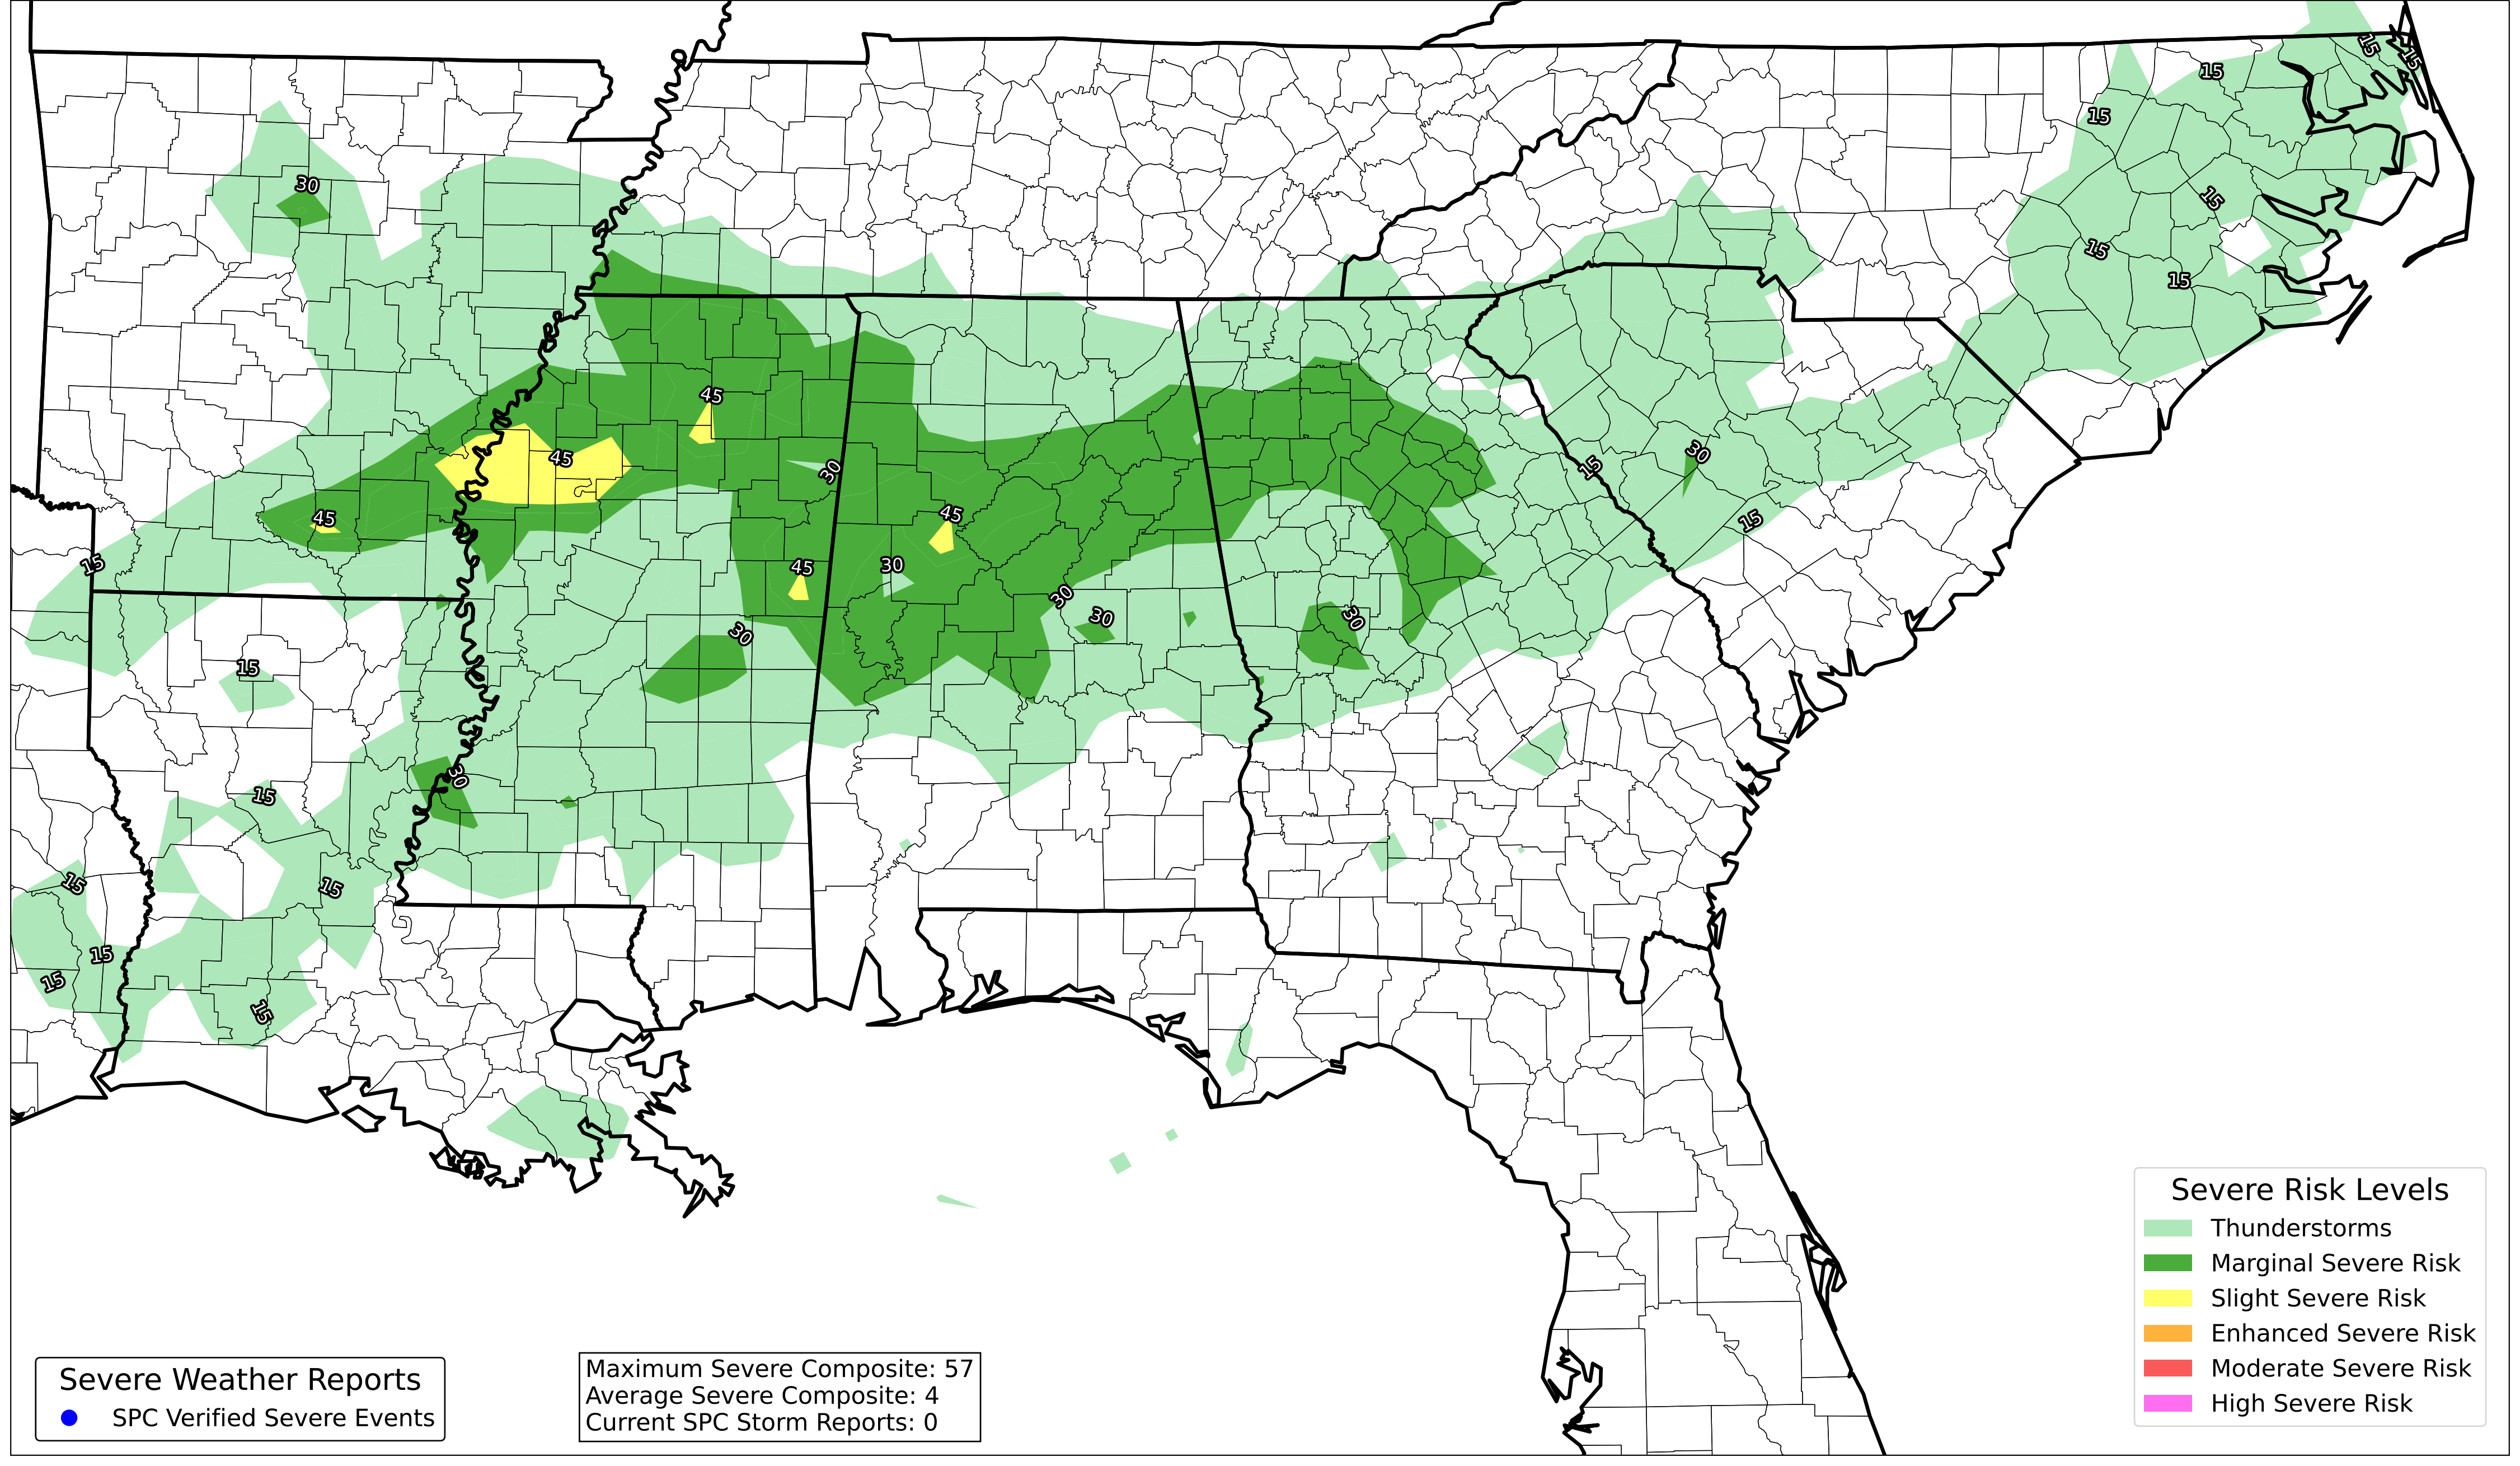 15
15
15
15
30
15
15
15
45
30
45
30
15
45
45
15
30
15
45
30
30
30
30
30
15
30
15
15
15
15
15
15
Severe Risk Levels
Thunderstorms
Marginal Severe Risk
Slight Severe Risk
Enhanced Severe Risk
Moderate Severe Risk
High Severe Risk
Severe Weather Reports
SPC Verified Severe Events
Maximum Severe Composite: 57
Average Severe Composite: 4
Current SPC Storm Reports: 0